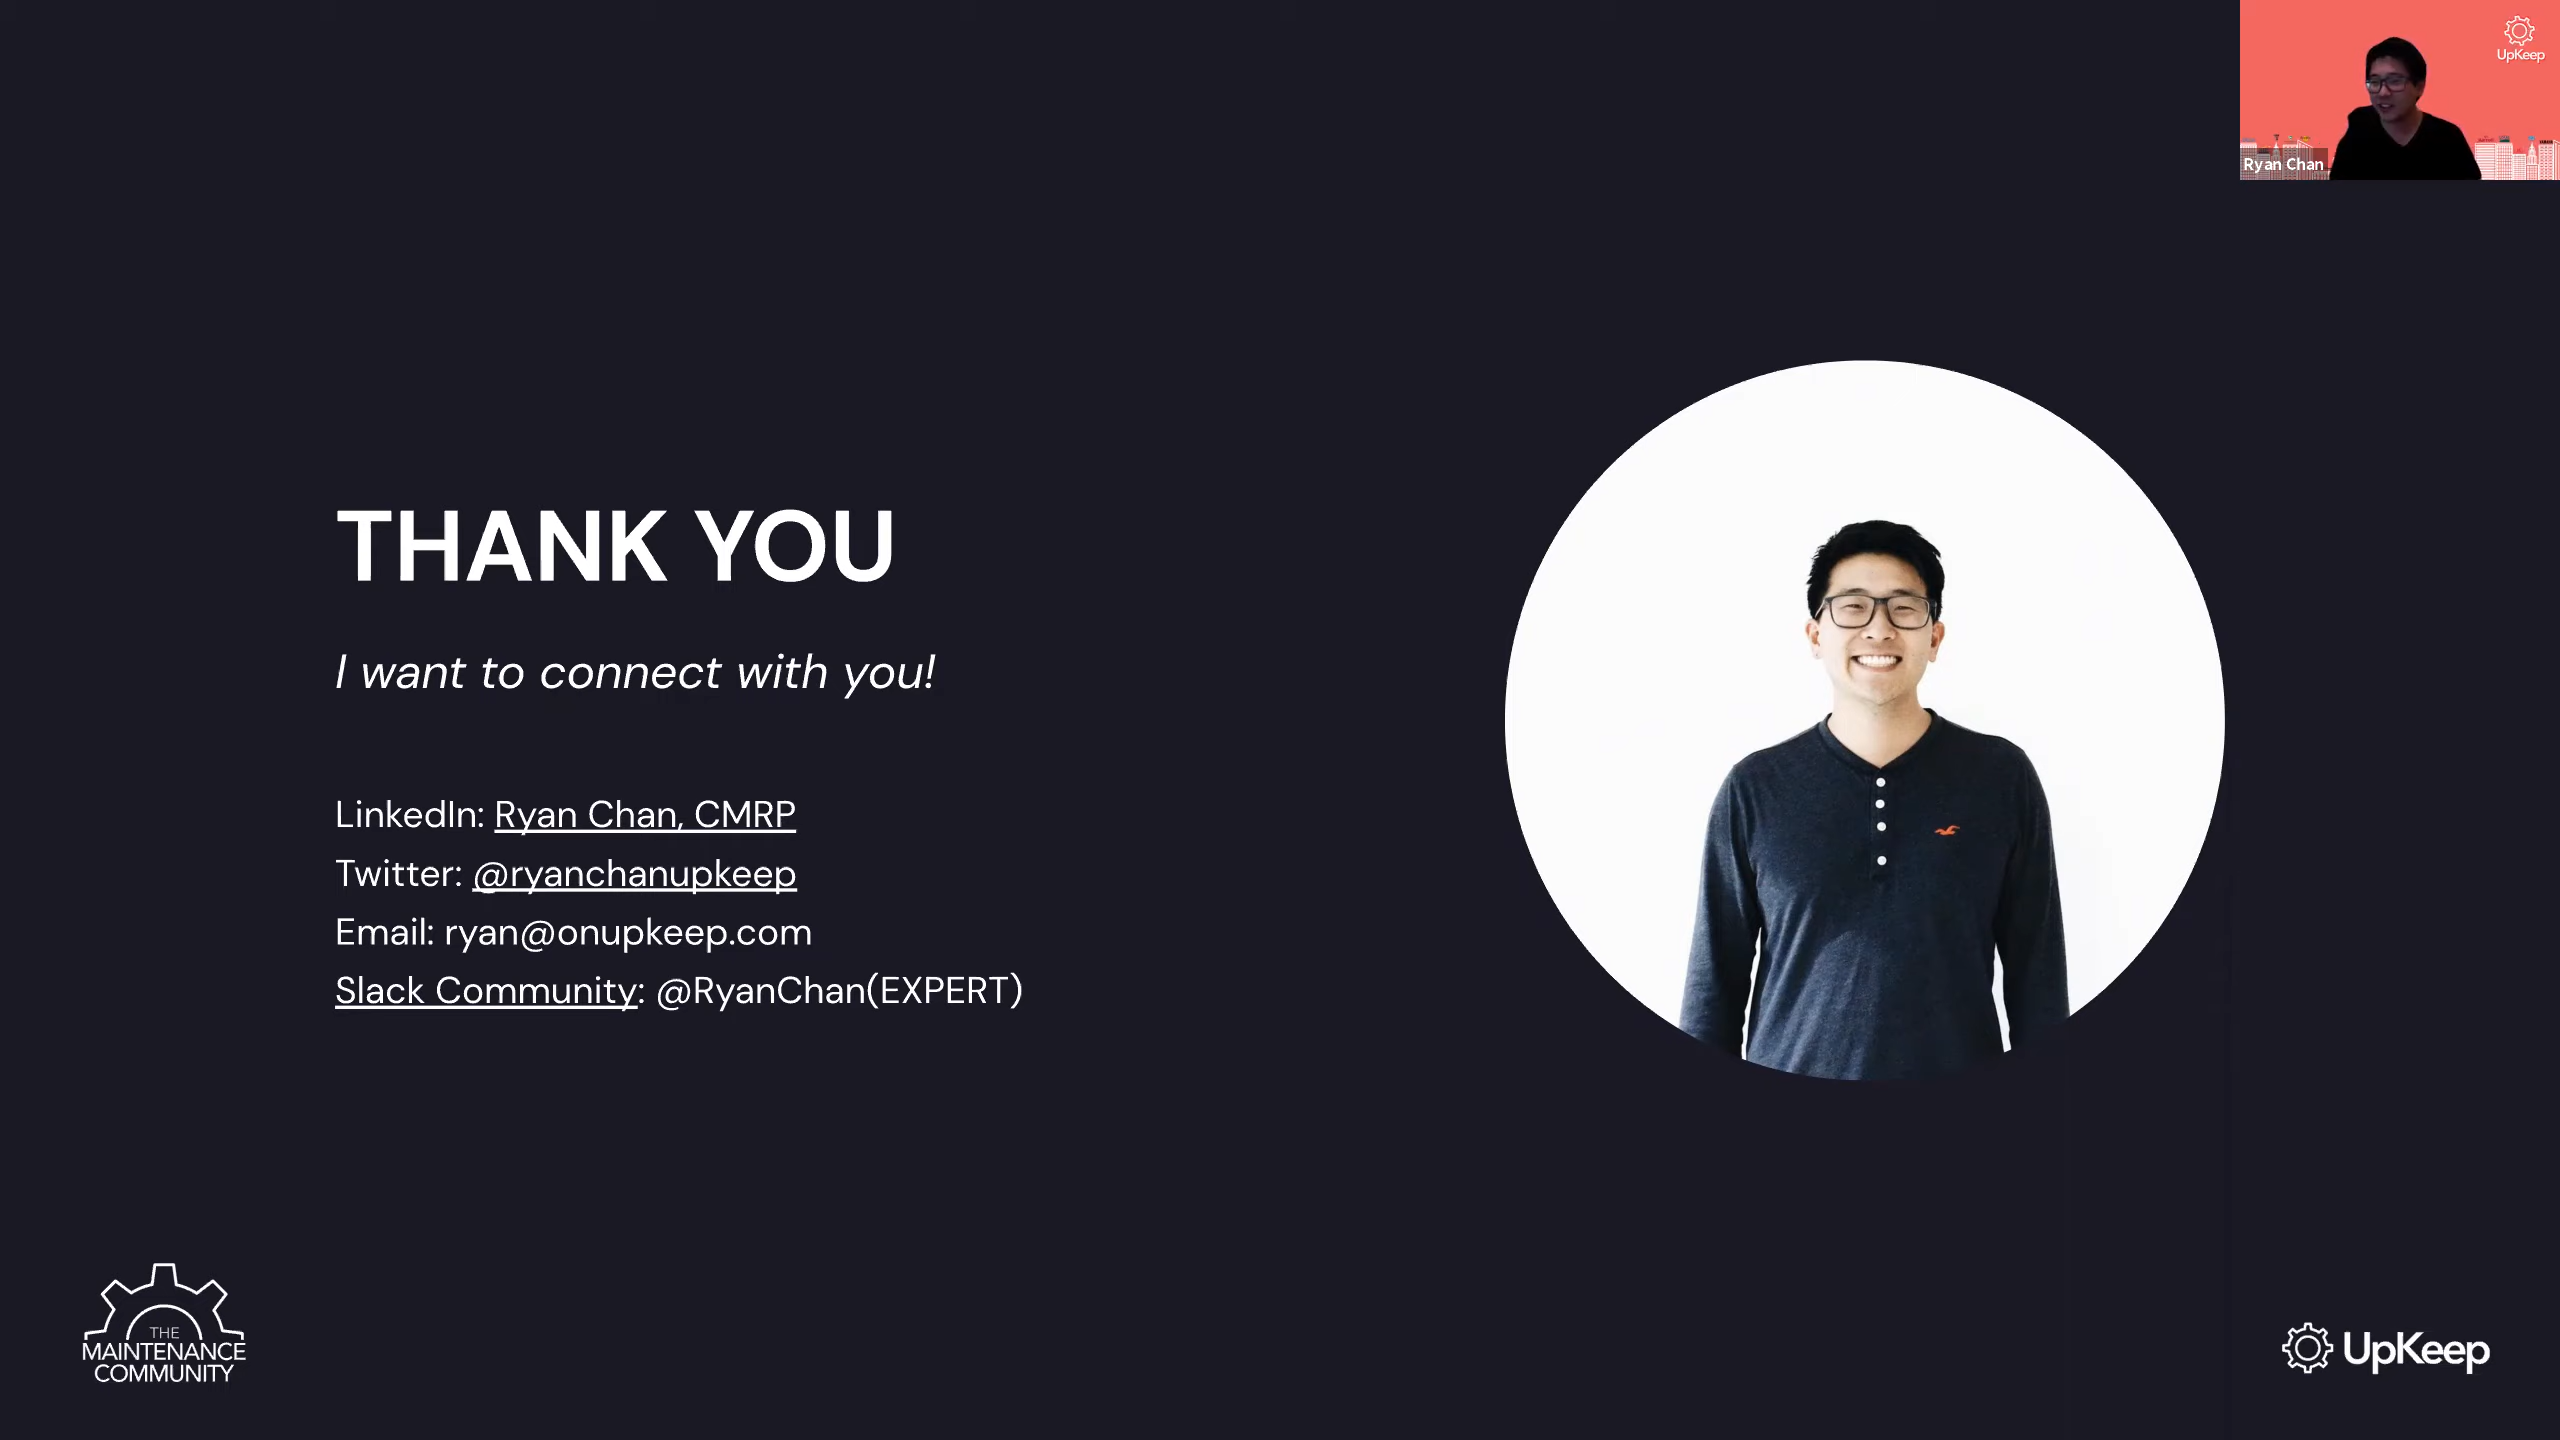 UpKeep
Ryan Chan
THANK YOU
I want to connect with you!
LinkedIn: Ryan Chan, CMRP
Twitter: @ryanchanupkeep
Email: ryan@onupkeep.com
Slack Community: @RyanChan(EXPERT)
THE
MAINTENANCE
COMMUNITY
UpKeep